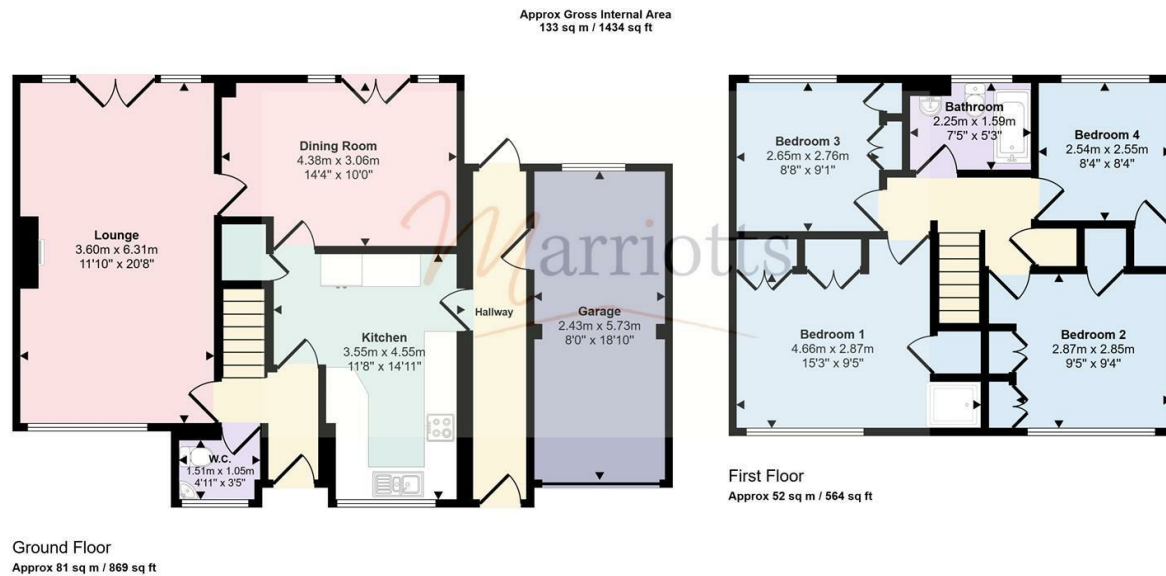 Approx Gross Internal Area
133 sq m / 1434 sq ft
Lounge
3.60m x 6.31m
11'10" x 20'8"
Dining Room
4.38m x 3.06m
14'4" x 10'0"
Kitchen
3.55m x 4.55m
11'8" x 14'11"
Hallway
Garage
2.43m x 5.73m
8'0" x 18'10"
W.C.
1.51m x 1.05m
4'11" x 3'5"
Ground Floor
Approx 81 sq m / 869 sq ft
Bedroom 3
2.65m x 2.76m
8'8" x 9'1"
Bathroom
2.25m x 1.59m
7'5" x 5'3"
Bedroom 4
2.54m x 2.55m
8'4" x 8'4"
Bedroom 1
4.66m x 2.87m
15'3" x 9'5"
Bedroom 2
2.87m x 2.85m
9'5" x 9'4"
First Floor
Approx 52 sq m / 564 sq ft
Marriotts